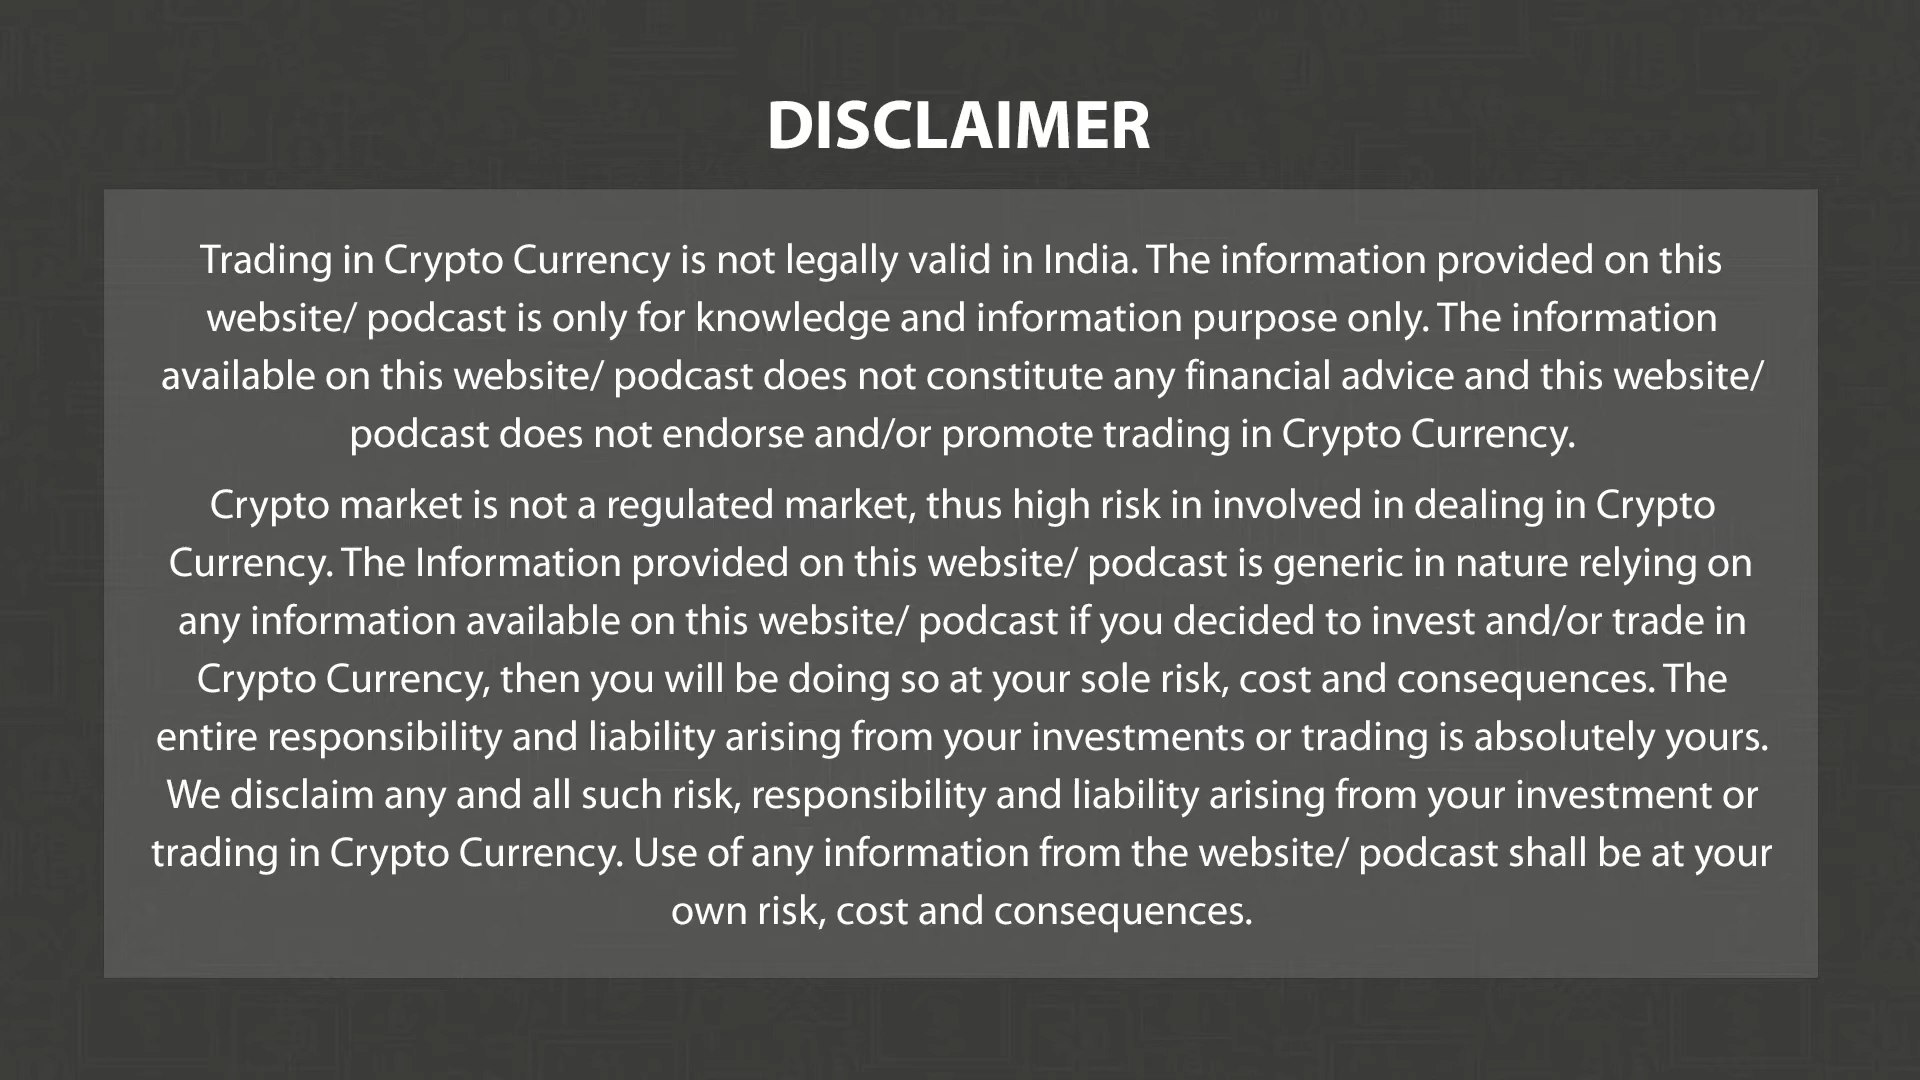 DISCLAIMER
Trading in Crypto Currency is not legally valid in India. The information provided on this
website/ podcast is only for knowledge and information purpose only. The information
available on this website/ podcast does not constitute any financial advice and this website/
podcast does not endorse and/or promote trading in Crypto Currency.
Crypto market is not a regulated market, thus high risk in involved in dealing in Crypto
Currency. The Information provided on this website/ podcast is generic in nature relying on
any information available on this website/ podcast if you decided to invest and/or trade in
Crypto Currency, then you will be doing so at your sole risk, cost and consequences. The
entire responsibility and liability arising from your investments or trading is absolutely yours.
We disclaim any and all such risk, responsibility and liability arising from your investment or
trading in Crypto Currency. Use of any information from the website/ podcast shall be at your
own risk, cost and consequences.